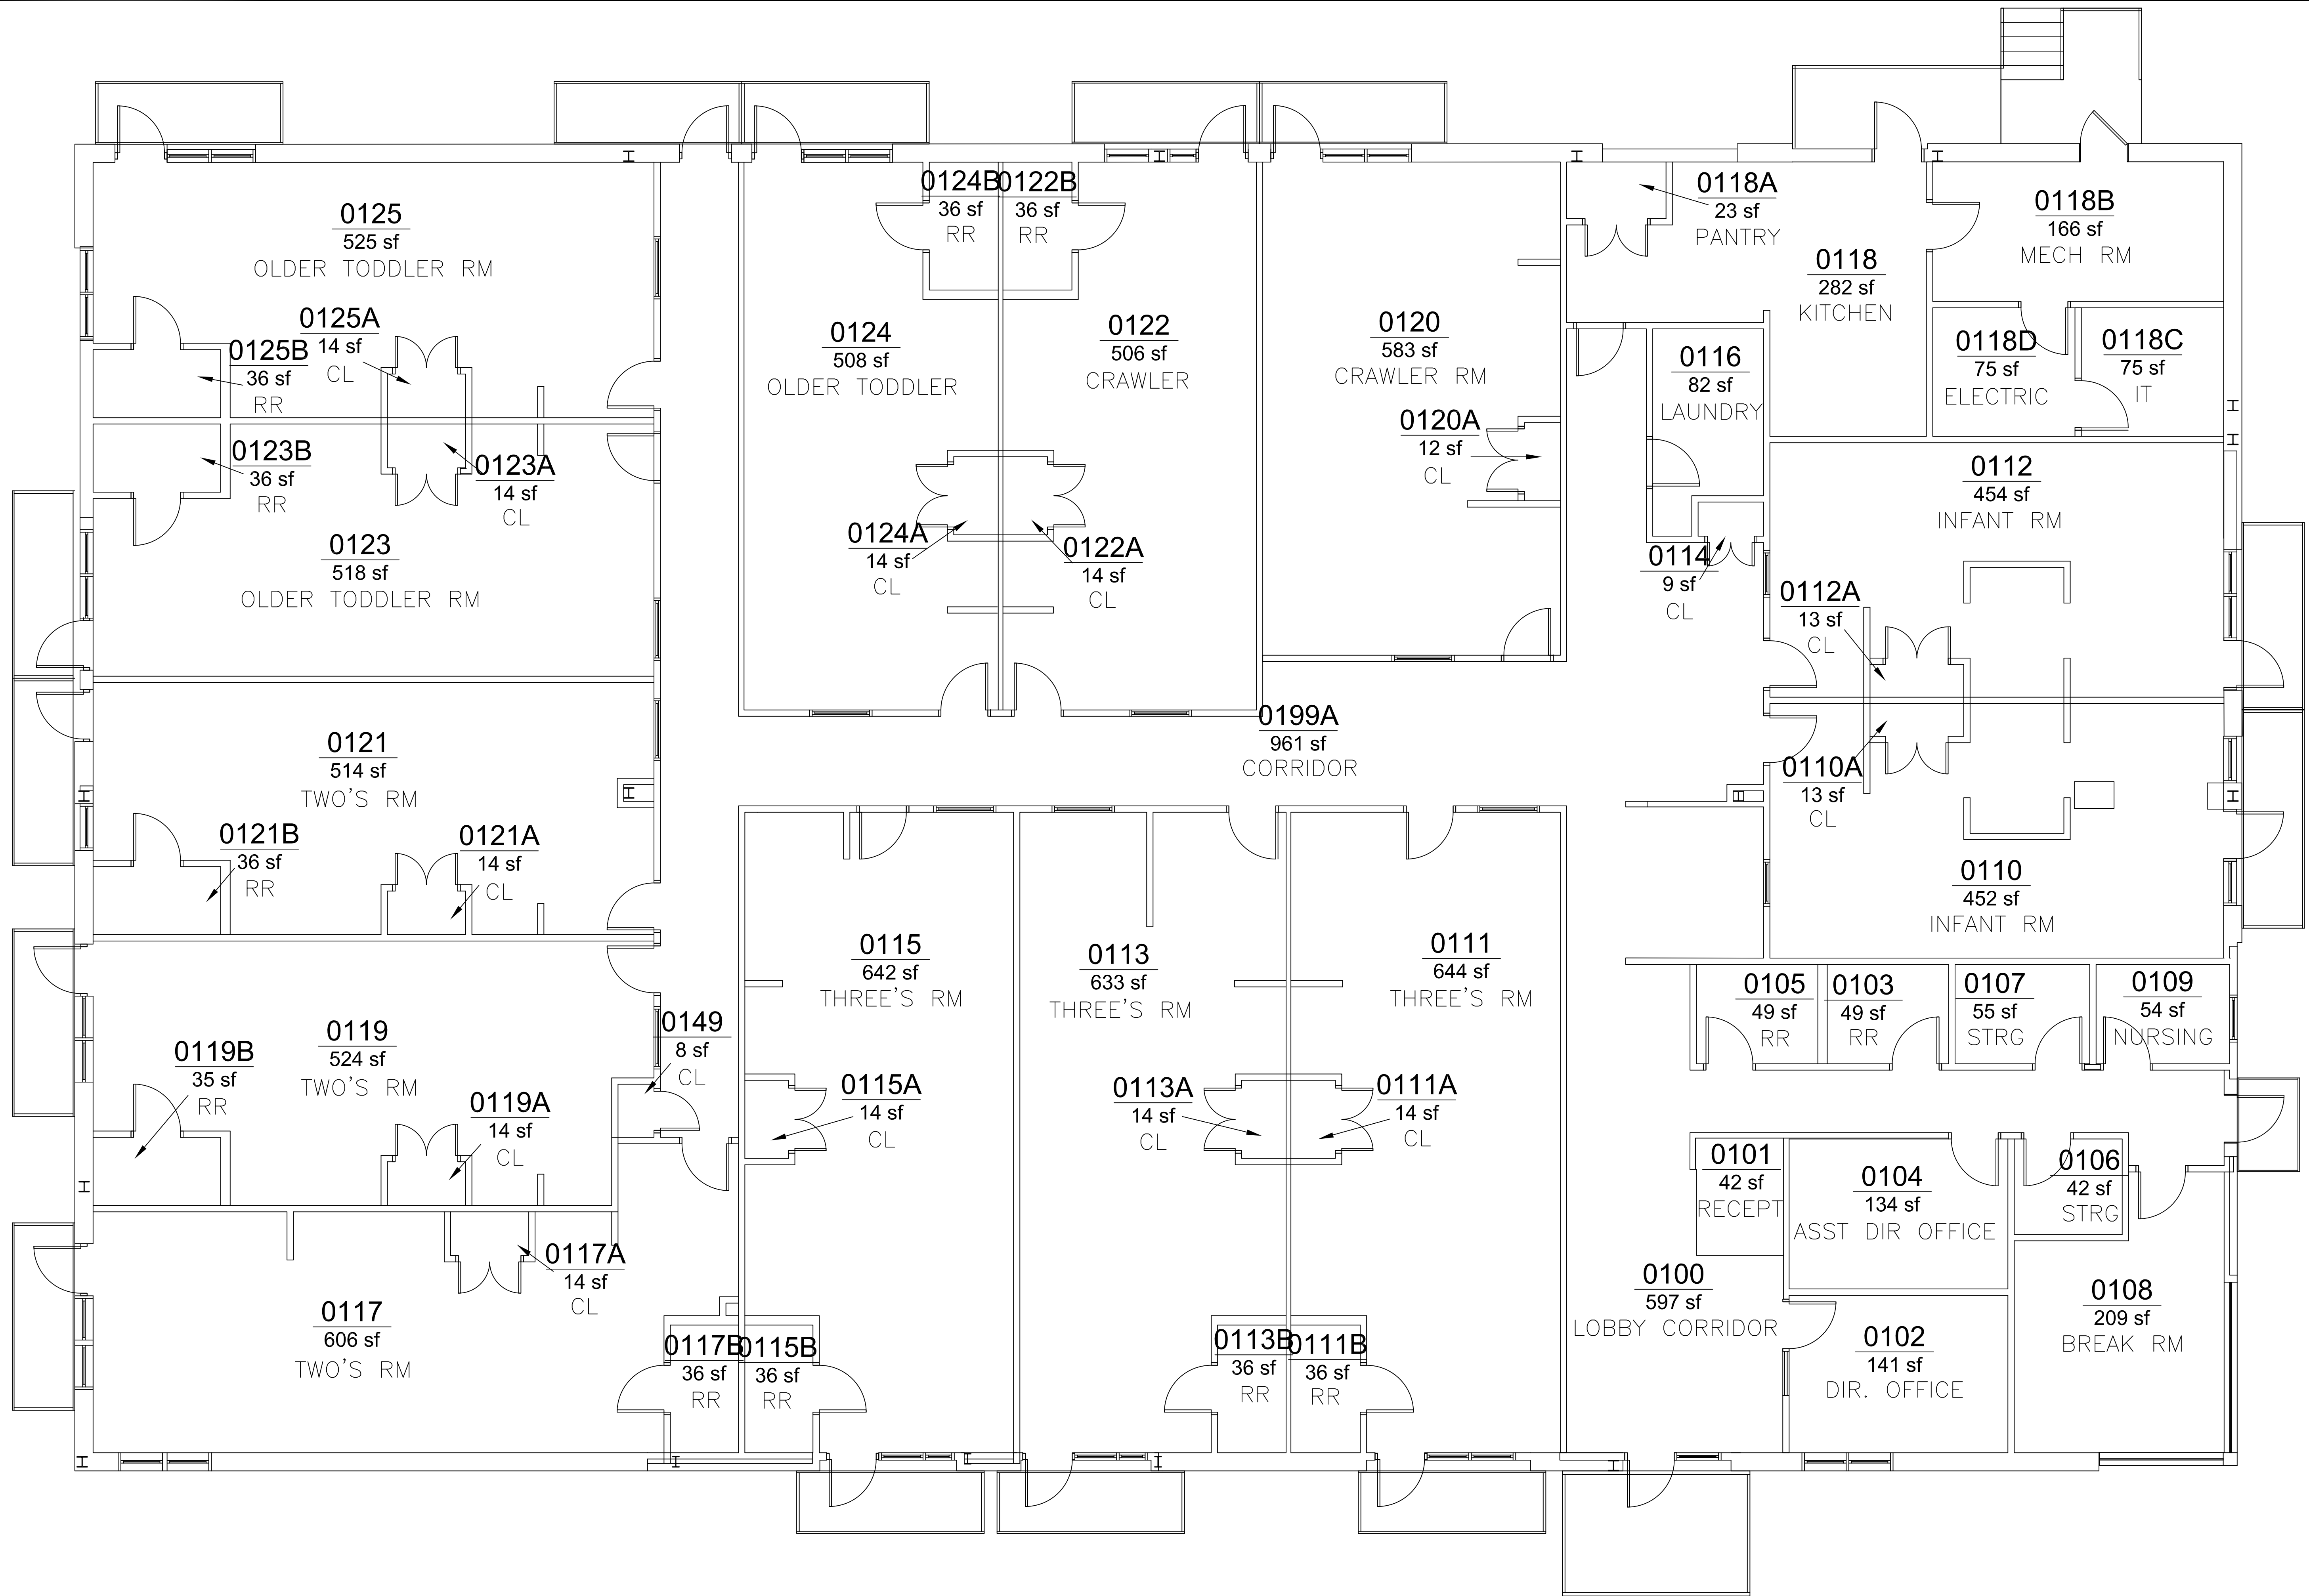 0125
525 sf
OLDER TODDLER RM
0125A
14 sf
CL
0125B
36 sf
RR
0123B
36 sf
RR
0123A
14 sf
CL
0123
518 sf
OLDER TODDLER RM
0121
514 sf
TWO'S RM
0121B
36 sf
RR
0121A
14 sf
CL
0119
524 sf
TWO'S RM
0119B
35 sf
RR
0119A
14 sf
CL
0149
8 sf
CL
0117A
14 sf
CL
0117
606 sf
TWO'S RM
0117B
36 sf
RR
0124B
36 sf
RR
0122B
36 sf
RR
0124
508 sf
OLDER TODDLER
0122
506 sf
CRAWLER
0124A
14 sf
CL
0122A
14 sf
CL
0120
583 sf
CRAWLER RM
0120A
12 sf
CL
0199A
961 sf
CORRIDOR
0115
642 sf
THREE'S RM
0115A
14 sf
CL
0115B
36 sf
RR
0113
633 sf
THREE'S RM
0113A
14 sf
CL
0113B
36 sf
RR
0111
644 sf
THREE'S RM
0111A
14 sf
CL
0111B
36 sf
RR
0118A
23 sf
PANTRY
0118
282 sf
KITCHEN
0118B
166 sf
MECH RM
0118D
75 sf
ELECTRIC
0118C
75 sf
IT
0116
82 sf
LAUNDRY
0114
9 sf
CL
0112
454 sf
INFANT RM
0112A
13 sf
CL
0110A
13 sf
CL
0110
452 sf
INFANT RM
0105
49 sf
RR
0103
49 sf
RR
0107
55 sf
STRG
0109
54 sf
NURSING
0101
42 sf
RECEPT
0104
134 sf
ASST DIR OFFICE
0106
42 sf
STRG
0100
597 sf
LOBBY CORRIDOR
0102
141 sf
DIR. OFFICE
0108
209 sf
BREAK RM